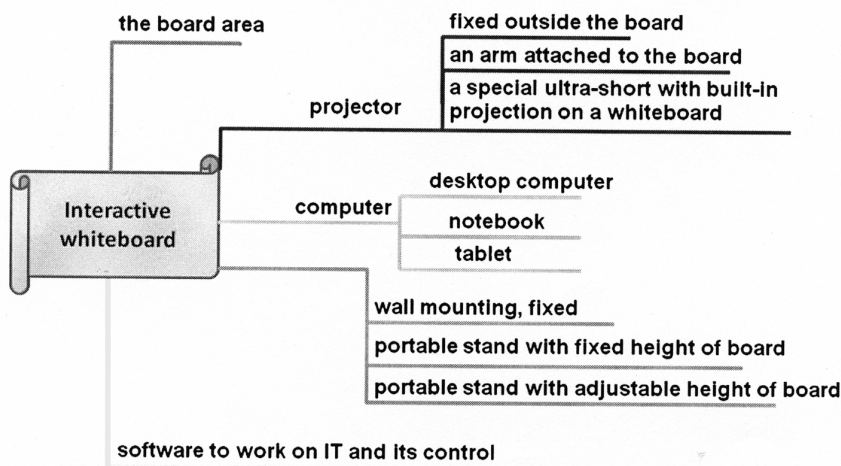 the board area
fixed outside the board
an arm attached to the board
a special ultra-short with built-in
projection on a whiteboard
projector
Interactive
whiteboard
computer
desktop computer
notebook
tablet
wall mounting, fixed
portable stand with fixed height of board
portable stand with adjustable height of board
software to work on IT and its control